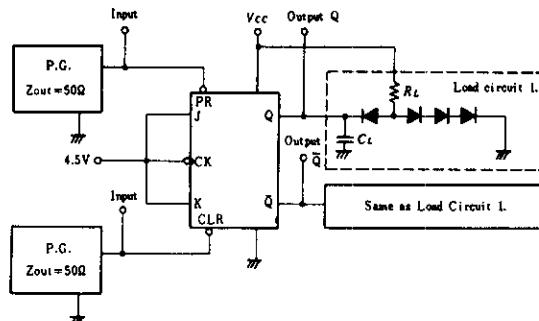 Input
P.G.
Zout=50Ω
Vcc
Output Q
Load circuit 1.
RL
PR
J
Q
CL
Output
Q̅
4.5V
CK
K
Q̅
CLR
Same as Load Circuit 1.
Input
P.G.
Zout=50Ω